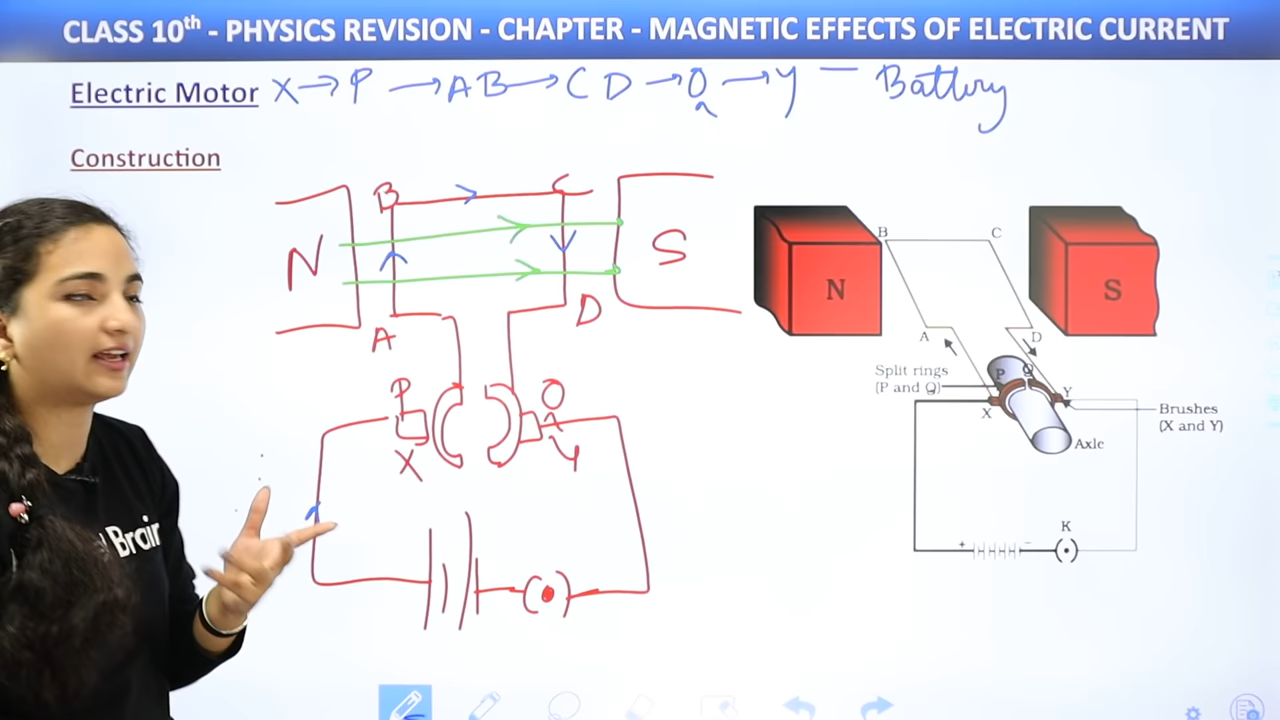 CLASS 10th - PHYSICS REVISION - CHAPTER - MAGNETIC EFFECTS OF ELECTRIC CURRENT
Electric Motor X → P → AB → CD → Q → Y — Battery
Construction
B C
N S
A D
P Q
X Y
B C
N S
A D
Split rings
(P and Q)
P Q
X Y
Brushes
(X and Y)
Axle
K
+ −
Brain